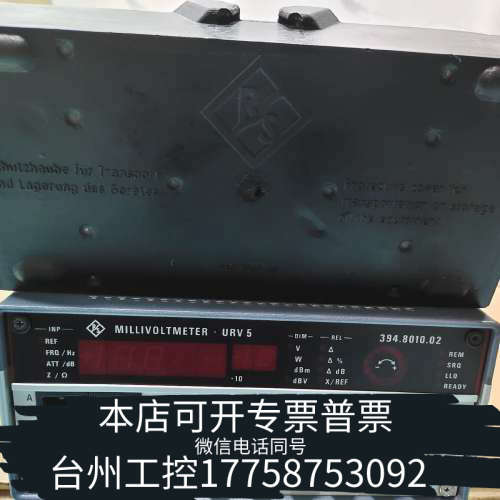 R&S
Schutzhaube für Transport
und Lagerung des Gerätes
Protective cover for
transportation or storage
of the equipment
R&S
MILLIVOLTMETER · URV 5
394.8010.02
INP
REF
FRQ / Hz
ATT / dB
Z / Ω
·10
DIM
V
W
dBm
dBV
REL
Δ
Δ %
Δ dB
X/REF
REM
SRQ
LLO
READY
A
本店可开专票普票
微信电话同号
台州工控17758753092